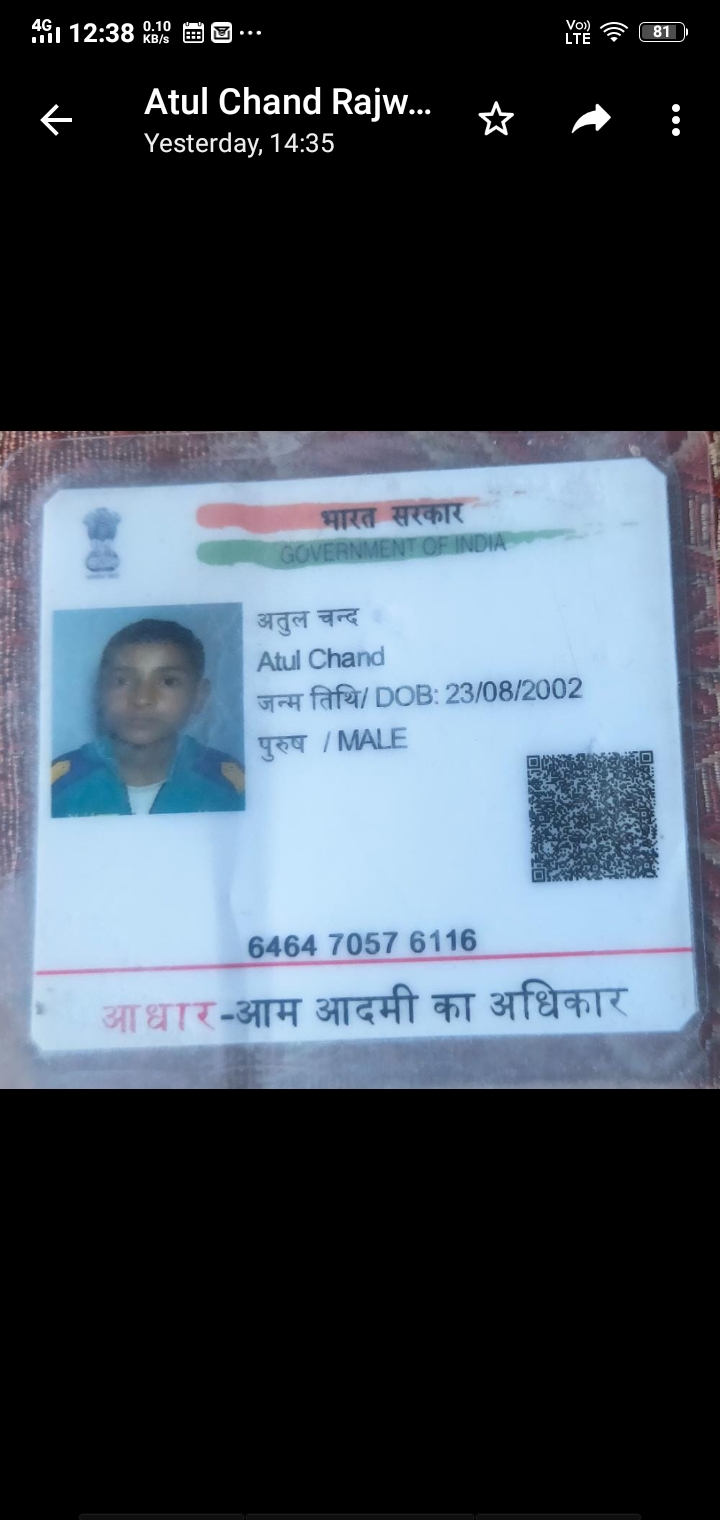 4G 12:38 0.10 KB/s ... Vo)) LTE 81
Atul Chand Rajw...
Yesterday, 14:35
भारत सरकार
GOVERNMENT OF INDIA
अतुल चन्द
Atul Chand
जन्म तिथि/ DOB: 23/08/2002
पुरुष / MALE
6464 7057 6116
आधार-आम आदमी का अधिकार